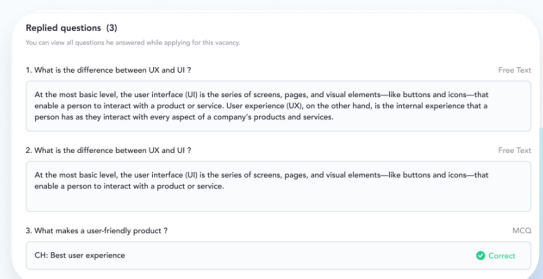 Replied questions (3)
You can view all questions he answered while applying for this vacancy.
1. What is the difference between UX and UI ?
Free Text
At the most basic level, the user interface (UI) is the series of screens, pages, and visual elements—like buttons and icons—that
enable a person to interact with a product or service. User experience (UX), on the other hand, is the internal experience that a
person has as they interact with every aspect of a company's products and services.
2. What is the difference between UX and UI ?
Free Text
At the most basic level, the user interface (UI) is the series of screens, pages, and visual elements—like buttons and icons—that
enable a person to interact with a product or service.
3. What makes a user-friendly product ?
MCQ
CH: Best user experience
Correct